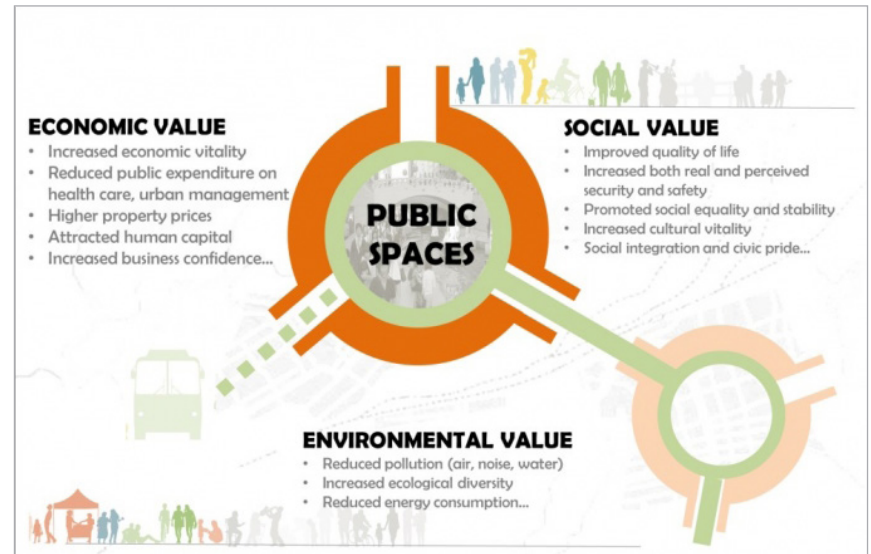 ECONOMIC VALUE
• Increased economic vitality
• Reduced public expenditure on
health care, urban management
• Higher property prices
• Attracted human capital
• Increased business confidence...
PUBLIC
SPACES
SOCIAL VALUE
• Improved quality of life
• Increased both real and perceived
security and safety
• Promoted social equality and stability
• Increased cultural vitality
• Social integration and civic pride...
ENVIRONMENTAL VALUE
• Reduced pollution (air, noise, water)
• Increased ecological diversity
• Reduced energy consumption...